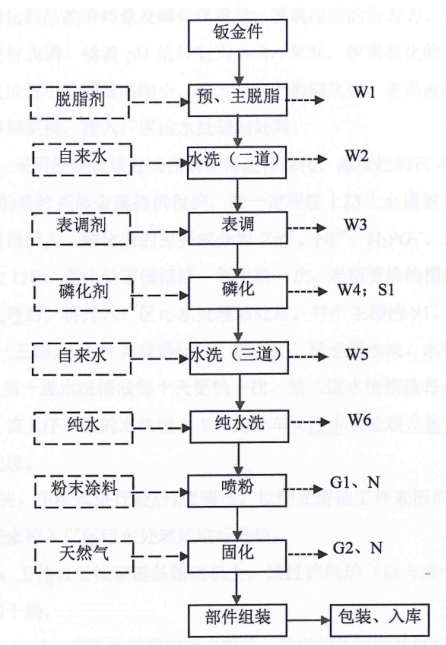 钣金件
脱脂剂 预、主脱脂 W1
自来水 水洗（二道） W2
表调剂 表调 W3
磷化剂 磷化 W4；S1
自来水 水洗（三道） W5
纯水 纯水洗 W6
粉末涂料 喷粉 G1、N
天然气 固化 G2、N
部件组装 包装、入库